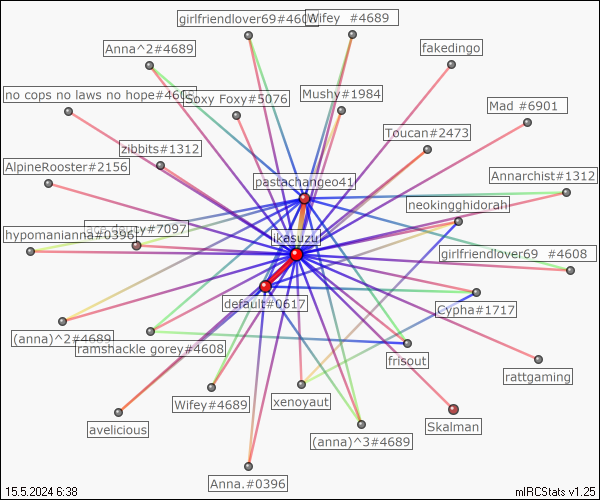 girlfriendlover69#4608
Wifey #4689
Anna^2#4689
fakedingo
no cops no laws no hope#4608
Soxy Foxy#5076
Mushy#1984
Mad #6901
zibbits#1312
Toucan#2473
AlpineRooster#2156
pastachangeo41
Annarchist#1312
neokingghidorah
#7097
hypomanianna#0396
ikasuzu
girlfriendlover69 #4608
default#0617
Cypha#1717
(anna)^2#4689
ramshackle gorey#4608
frisout
rattgaming
Wifey#4689
xenoyaut
avelicious
Skalman
(anna)^3#4689
Anna.#0396
15.5.2024 6:38
mIRCStats v1.25